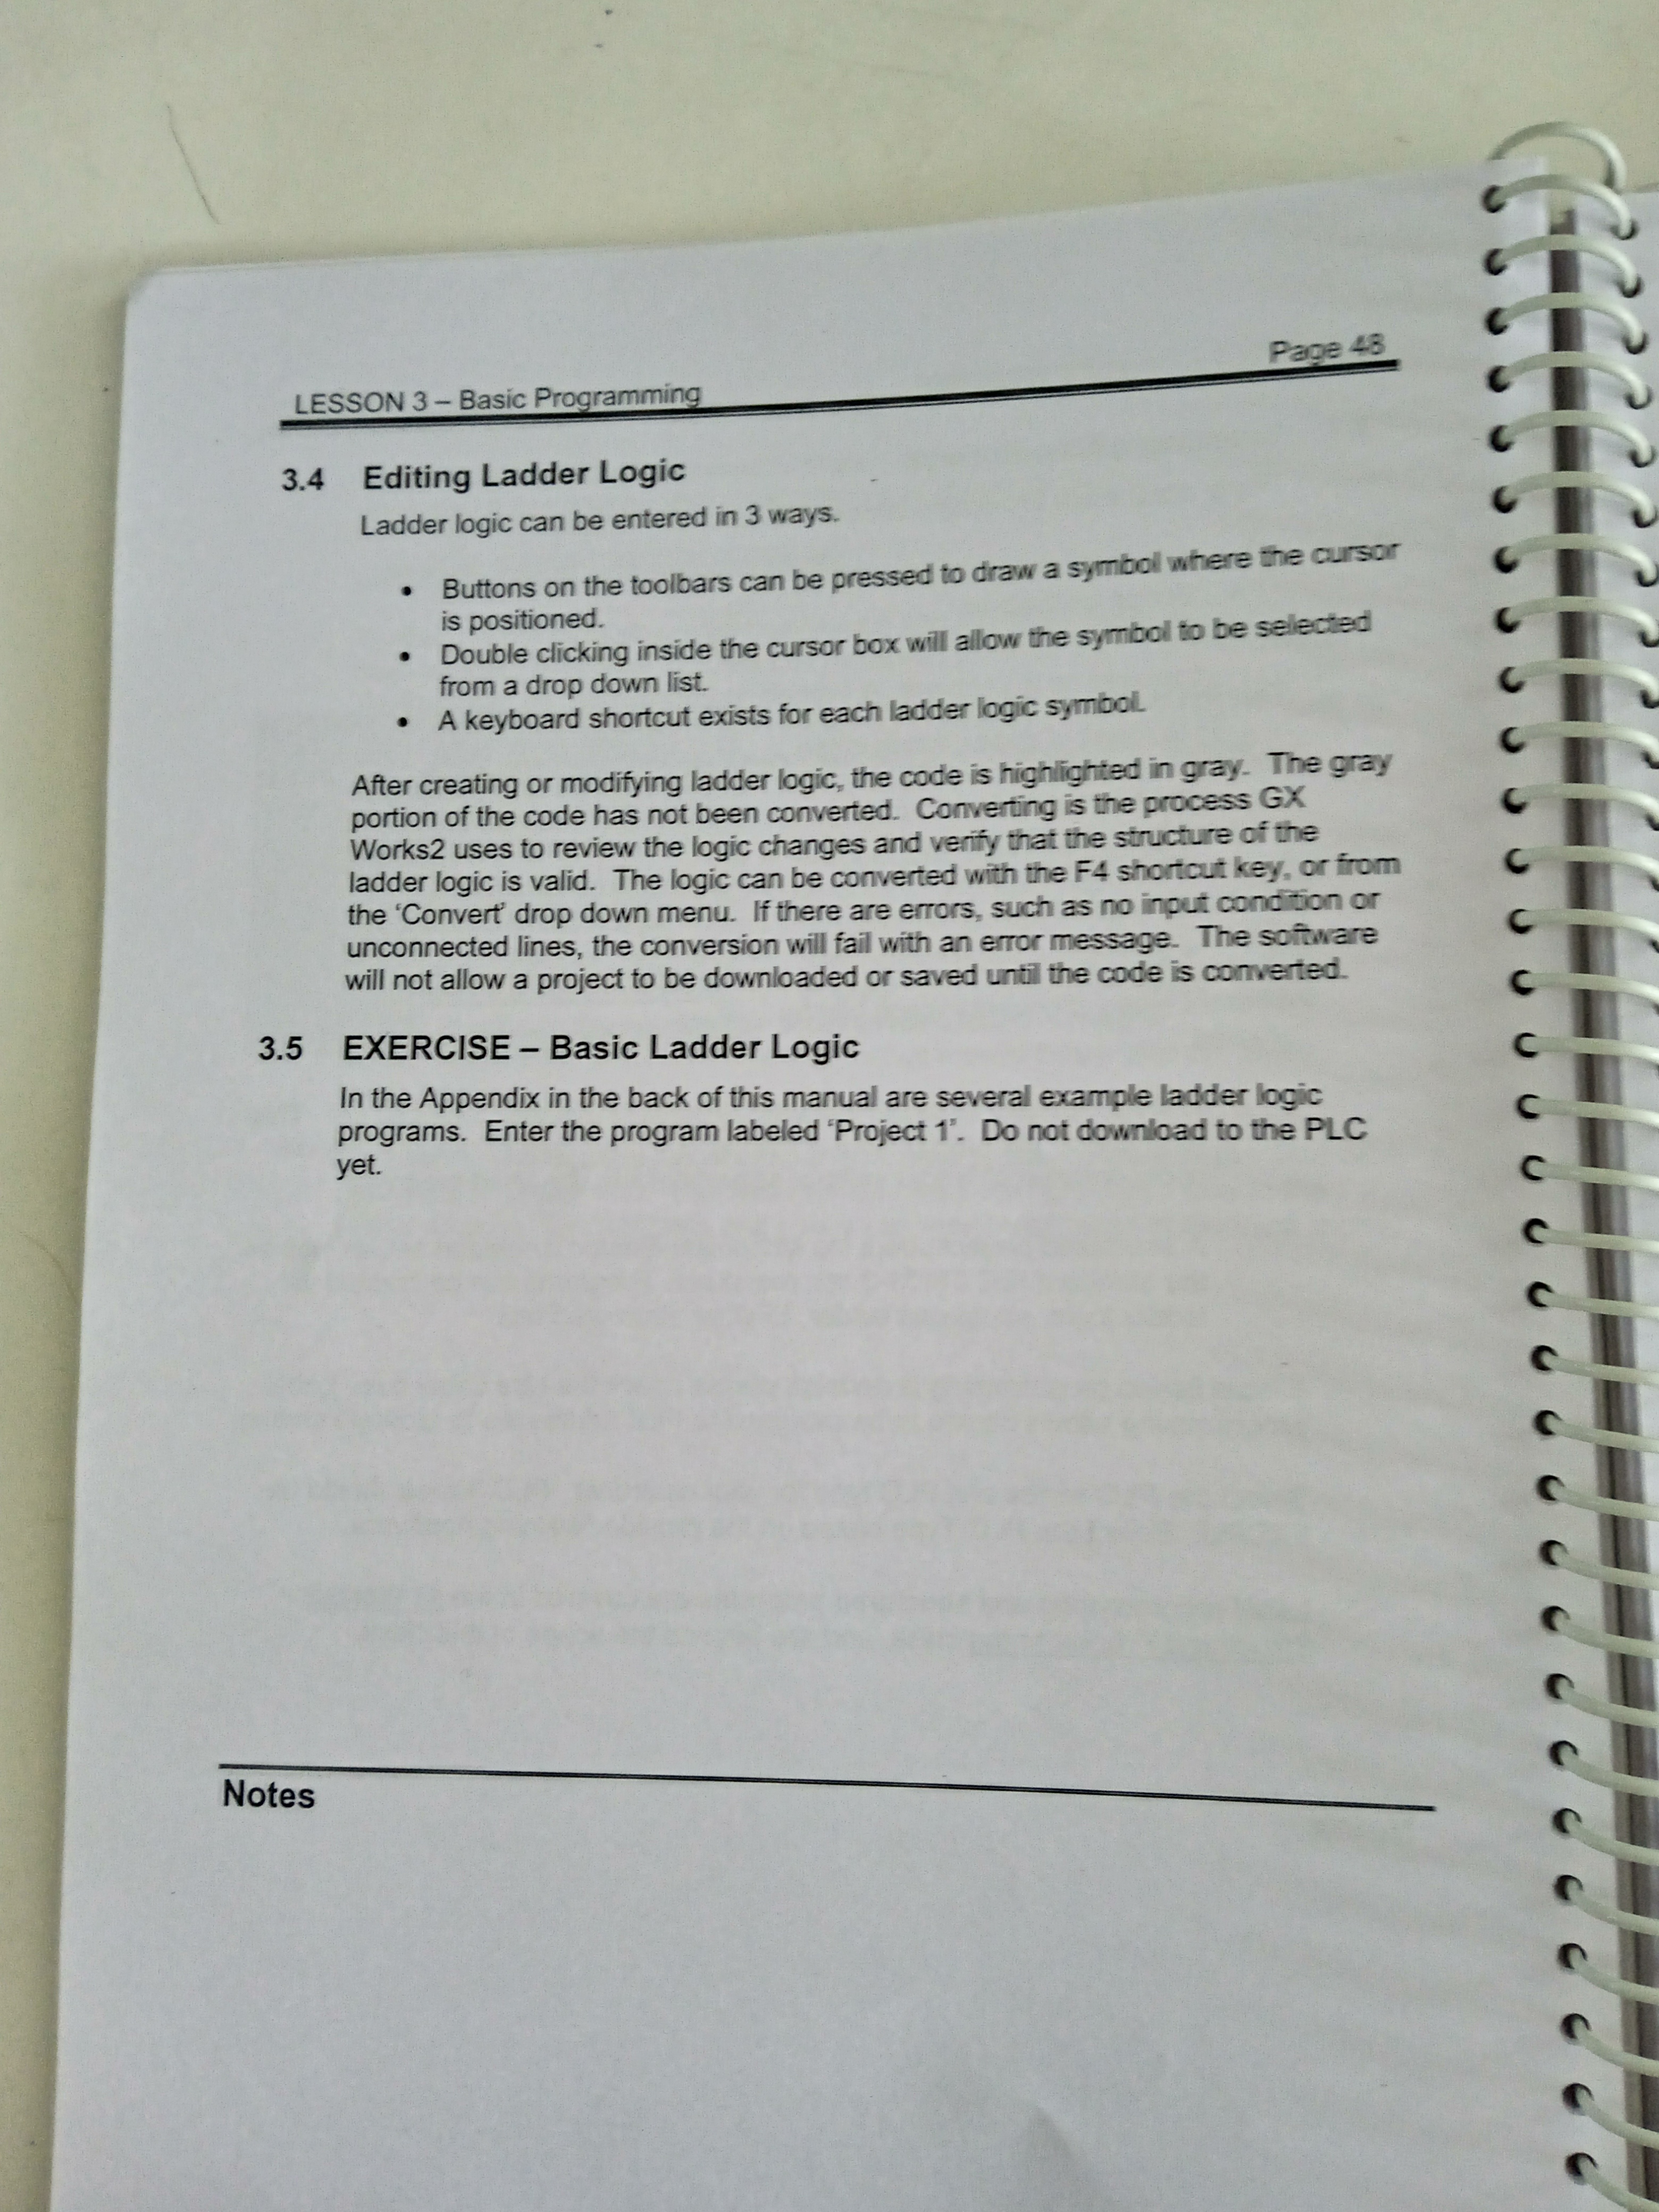 Page 48
LESSON 3 – Basic Programming
3.4 Editing Ladder Logic
Ladder logic can be entered in 3 ways.
• Buttons on the toolbars can be pressed to draw a symbol where the cursor
is positioned.
• Double clicking inside the cursor box will allow the symbol to be selected
from a drop down list.
• A keyboard shortcut exists for each ladder logic symbol.
After creating or modifying ladder logic, the code is highlighted in gray. The gray
portion of the code has not been converted. Converting is the process GX
Works2 uses to review the logic changes and verify that the structure of the
ladder logic is valid. The logic can be converted with the F4 shortcut key, or from
the ‘Convert’ drop down menu. If there are errors, such as no input condition or
unconnected lines, the conversion will fail with an error message. The software
will not allow a project to be downloaded or saved until the code is converted.
3.5 EXERCISE – Basic Ladder Logic
In the Appendix in the back of this manual are several example ladder logic
programs. Enter the program labeled ‘Project 1’. Do not download to the PLC
yet.
Notes